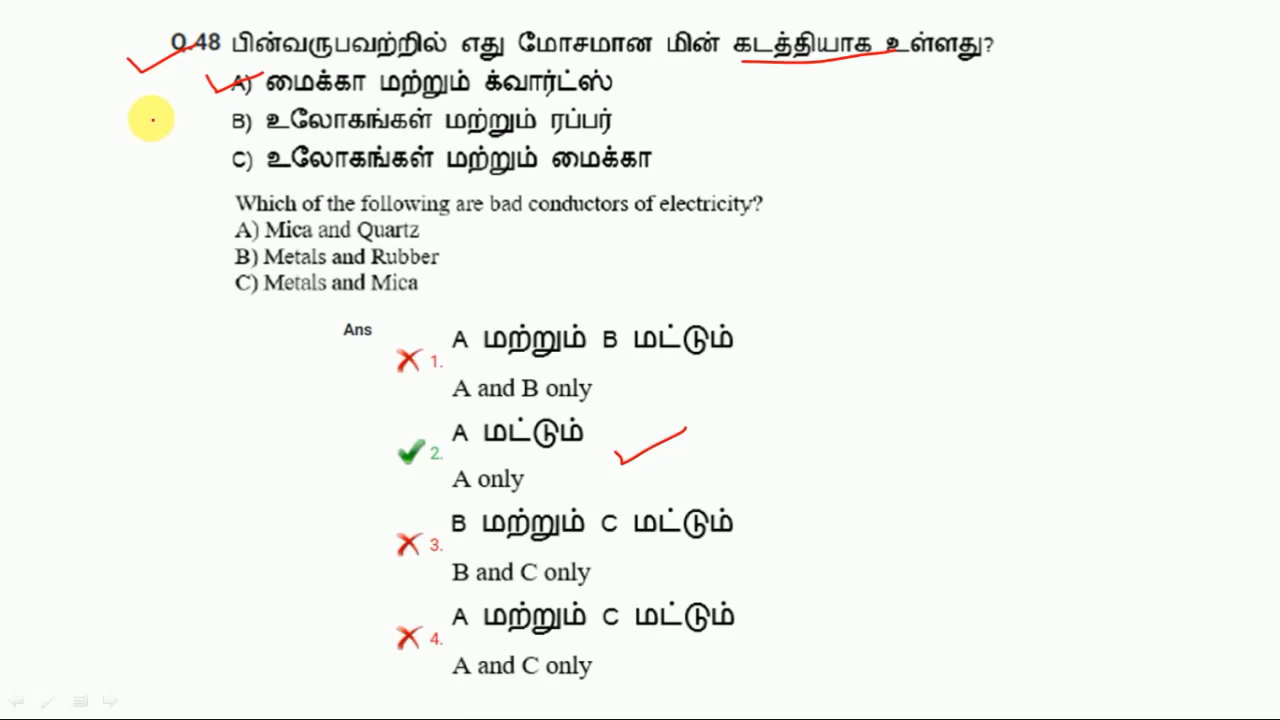 Q.48 பின்வருபவற்றில் எது மோசமான மின் கடத்தியாக உள்ளது?
A) மைக்கா மற்றும் க்வார்ட்ஸ்
B) உலோகங்கள் மற்றும் ரப்பர்
C) உலோகங்கள் மற்றும் மைக்கா
Which of the following are bad conductors of electricity?
A) Mica and Quartz
B) Metals and Rubber
C) Metals and Mica
Ans
1. A மற்றும் B மட்டும்
A and B only
2. A மட்டும்
A only
3. B மற்றும் C மட்டும்
B and C only
4. A மற்றும் C மட்டும்
A and C only